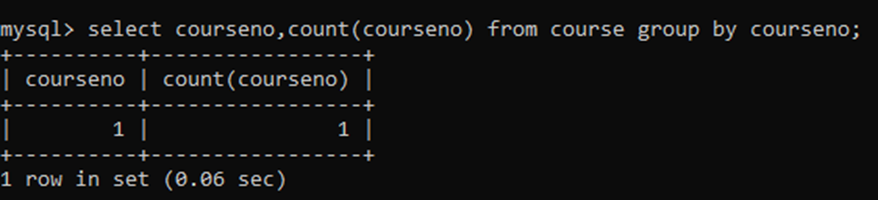 mysql> select courseno,count(courseno) from course group by courseno;
+----------+-----------------+
| courseno | count(courseno) |
+----------+-----------------+
|        1 |               1 |
+----------+-----------------+
1 row in set (0.06 sec)